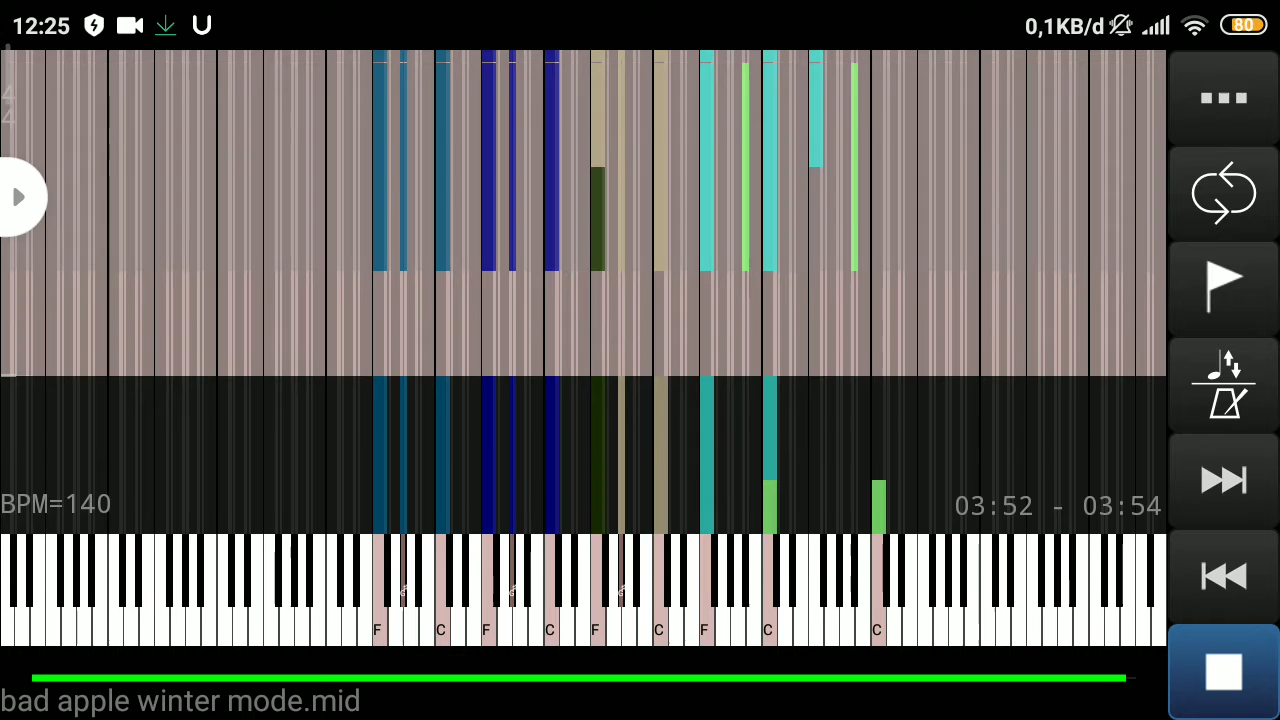 12:25 U 0,1KB/d 80
4
4
BPM=140 03:52 - 03:54
F C F C F C F C C
bad apple winter mode.mid